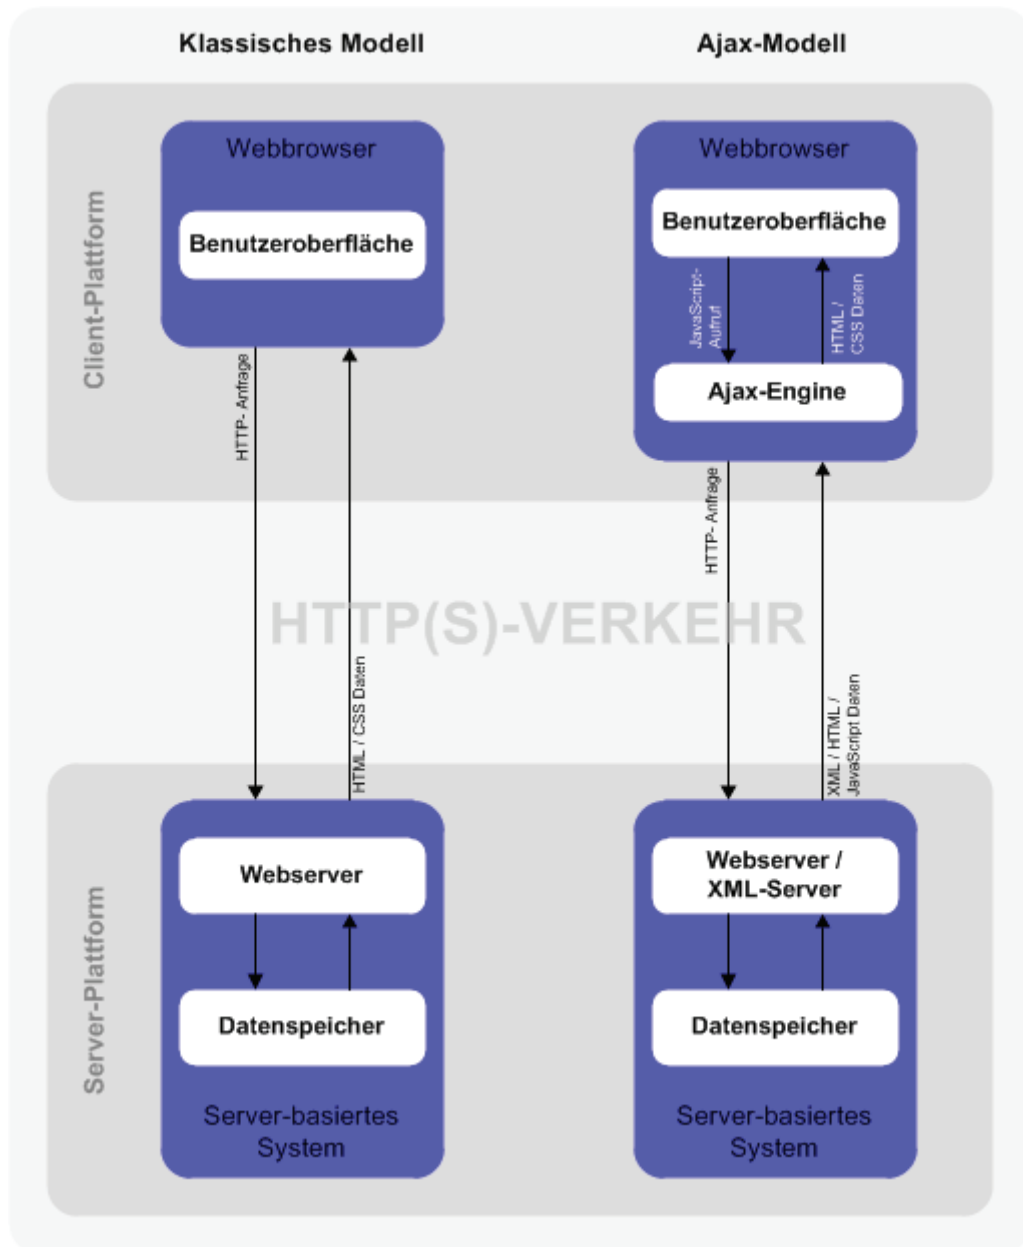 Klassisches Modell
Ajax-Modell
Client-Plattform
Webbrowser
Benutzeroberfläche
Webbrowser
Benutzeroberfläche
JavaScript-
Aufruf
HTML /
CSS Daten
Ajax-Engine
HTTP- Anfrage
HTML / CSS Daten
HTTP- Anfrage
XML / HTML /
JavaScript Daten
HTTP(S)-VERKEHR
Server-Plattform
Webserver
Datenspeicher
Server-basiertes
System
Webserver /
XML-Server
Datenspeicher
Server-basiertes
System